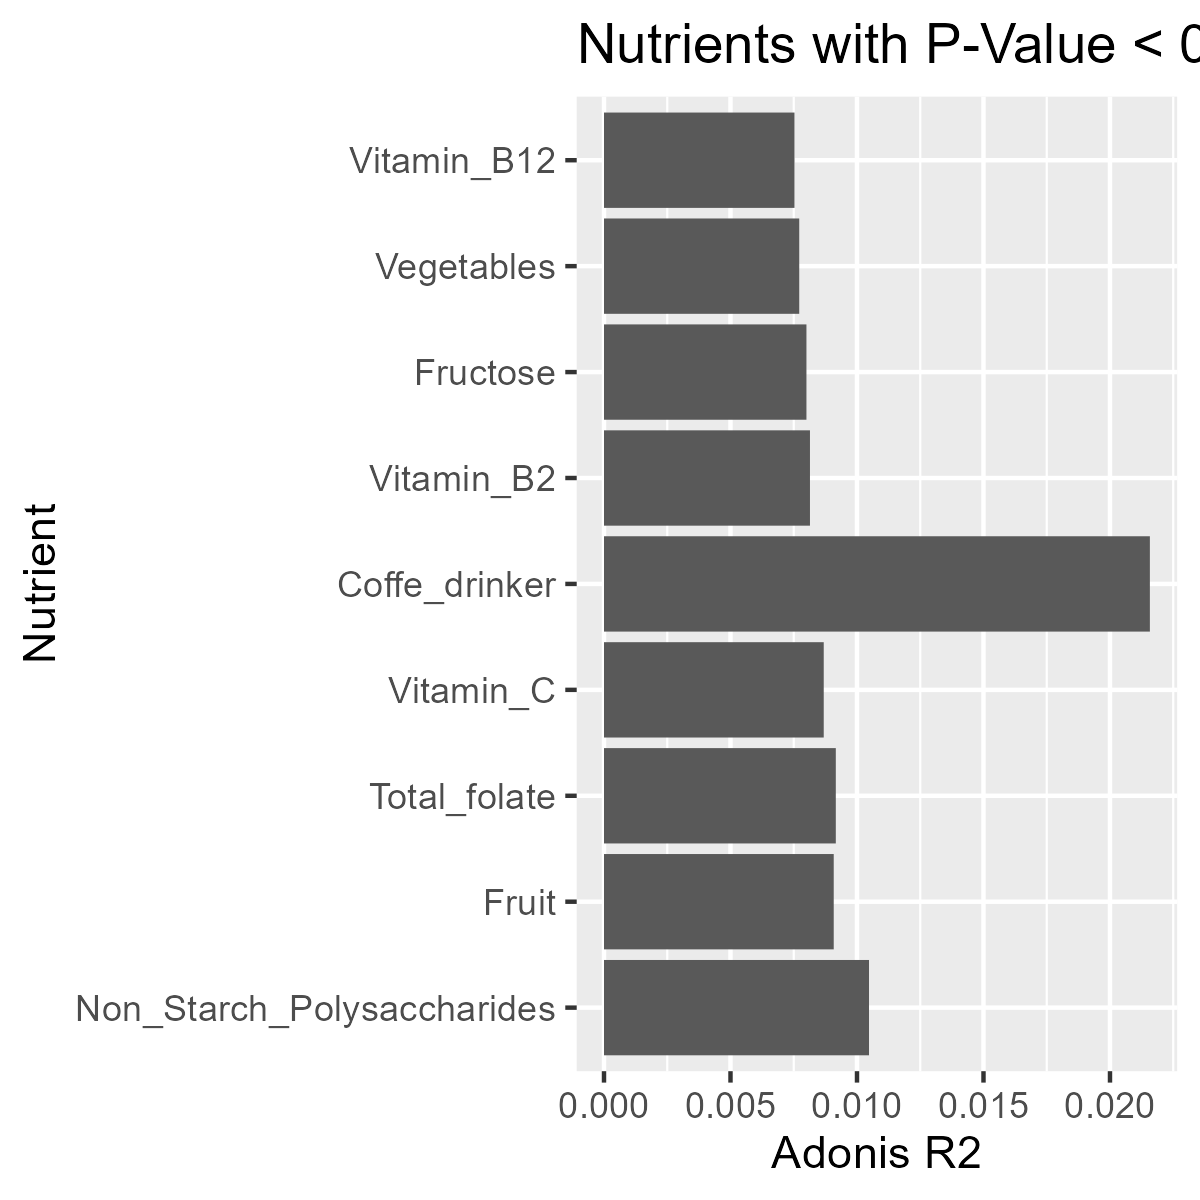 Nutrients with P-Value < 0
Vitamin_B12
Vegetables
Fructose
Vitamin_B2
Coffe_drinker
Vitamin_C
Total_folate
Fruit
Non_Starch_Polysaccharides
Nutrient
0.000 0.005 0.010 0.015 0.020
Adonis R2